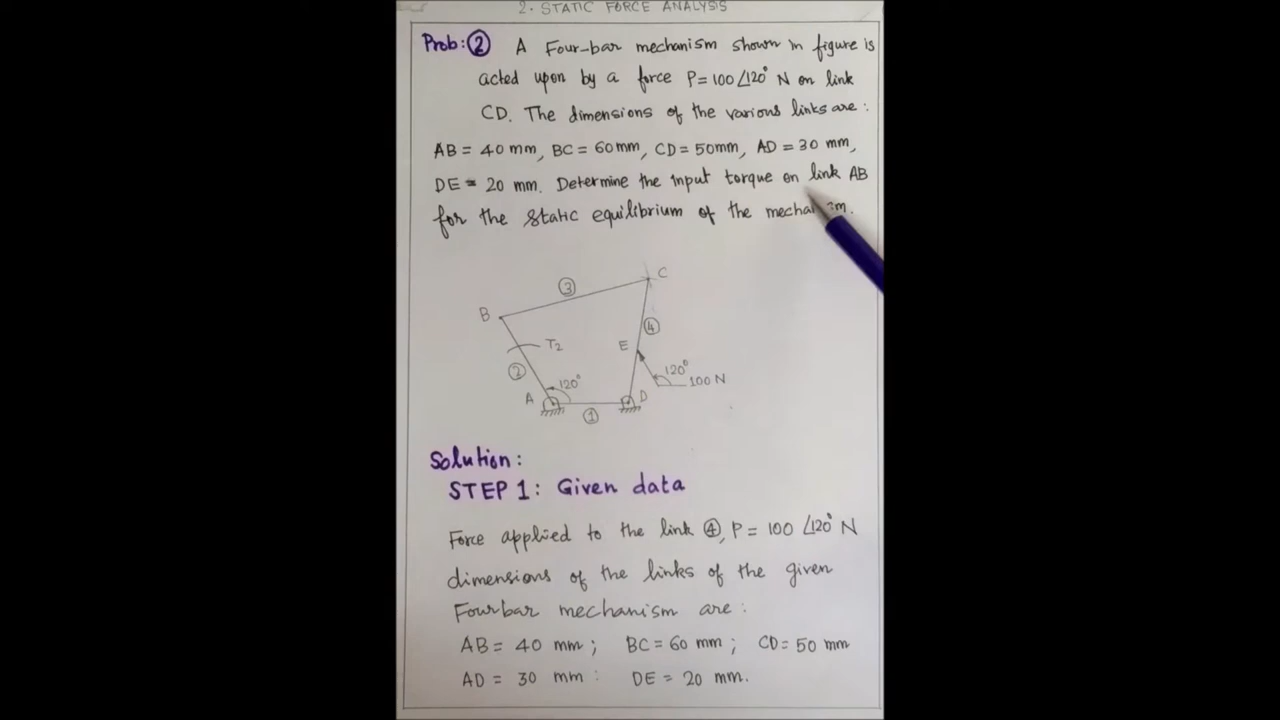 2. STATIC FORCE ANALYSIS
Prob: ② A Four-bar mechanism shown in figure is
acted upon by a force P = 100 ∠120° N on link
CD. The dimensions of the various links are:
AB = 40 mm, BC = 60 mm, CD = 50mm, AD = 30 mm,
DE = 20 mm. Determine the input torque on link AB
for the static equilibrium of the
C
③
B
④
T2
E
②
120°
120°
100 N
A
D
①
Solution:
STEP 1: Given data
Force applied to the link ④, P = 100 ∠120° N
dimensions of the links of the given
Fourbar mechanism are:
AB = 40 mm; BC = 60 mm; CD = 50 mm
AD = 30 mm: DE = 20 mm.